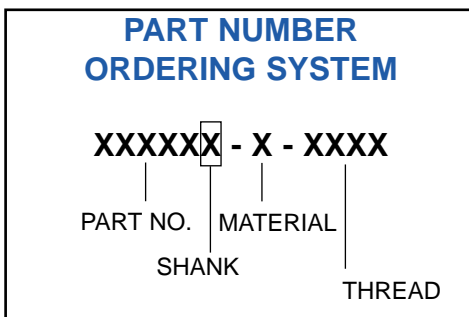 PART NUMBER
ORDERING SYSTEM
XXXXXX - X - XXXX
PART NO. MATERIAL
SHANK
THREAD